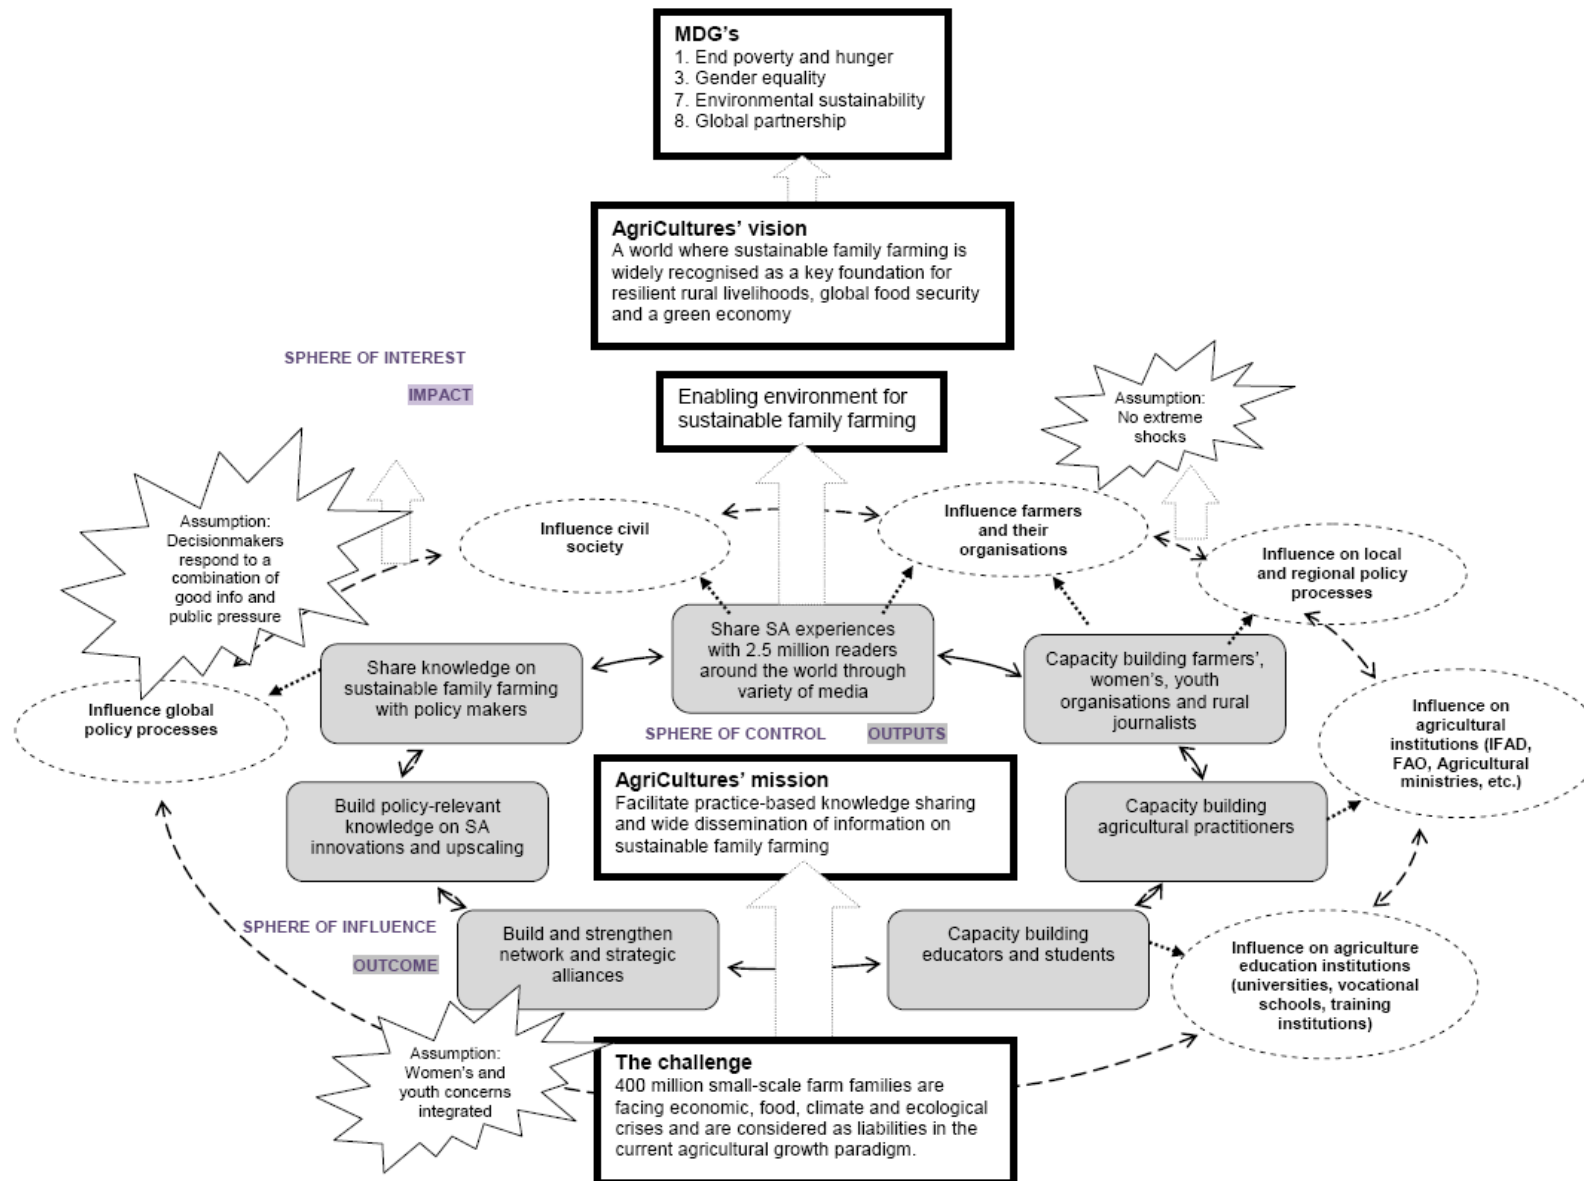 MDG's
1. End poverty and hunger
3. Gender equality
7. Environmental sustainability
8. Global partnership
AgriCultures' vision
A world where sustainable family farming is
widely recognised as a key foundation for
resilient rural livelihoods, global food security
and a green economy
SPHERE OF INTEREST
IMPACT
Enabling environment for
sustainable family farming
Assumption:
No extreme
shocks
Assumption:
Decisionmakers
respond to a
combination of
good info and
public pressure
Influence civil
society
Influence farmers
and their
organisations
Influence on local
and regional policy
processes
Share knowledge on
sustainable family farming
with policy makers
Share SA experiences
with 2.5 million readers
around the world through
variety of media
Capacity building farmers',
women's, youth
organisations and rural
journalists
Influence global
policy processes
SPHERE OF CONTROL
OUTPUTS
Influence on
agricultural
institutions (IFAD,
FAO, Agricultural
ministries, etc.)
AgriCultures' mission
Facilitate practice-based knowledge sharing
and wide dissemination of information on
sustainable family farming
Build policy-relevant
knowledge on SA
innovations and upscaling
Capacity building
agricultural practitioners
SPHERE OF INFLUENCE
OUTCOME
Build and strengthen
network and strategic
alliances
Capacity building
educators and students
Influence on agriculture
education institutions
(universities, vocational
schools, training
institutions)
Assumption:
Women's and
youth concerns
integrated
The challenge
400 million small-scale farm families are
facing economic, food, climate and ecological
crises and are considered as liabilities in the
current agricultural growth paradigm.